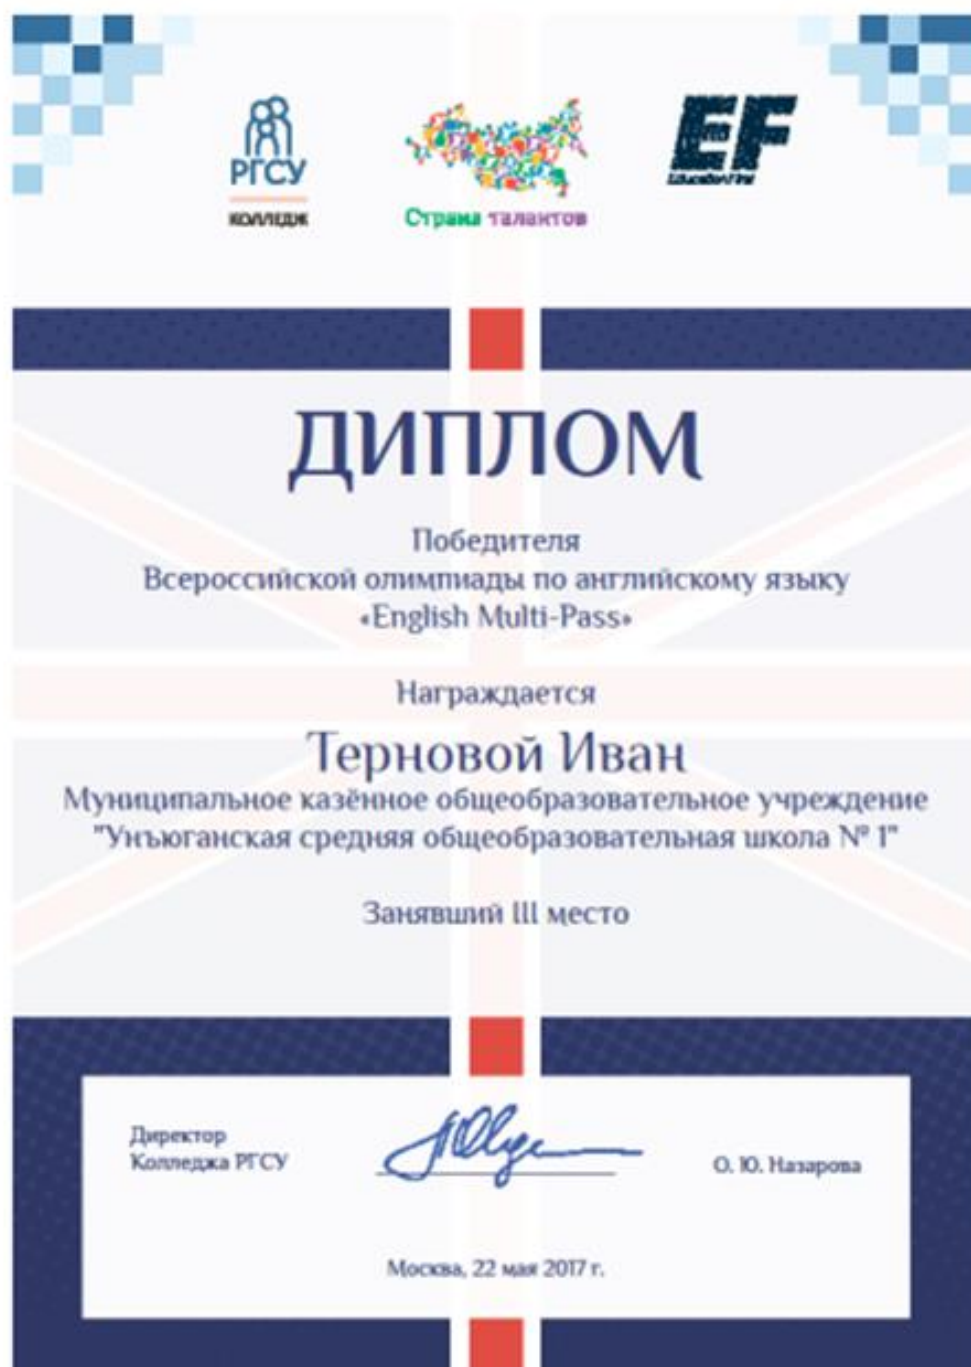 РГСУ
КОЛЛЕДЖ
Страна талантов
EF
Education First
ДИПЛОМ
Победителя
Всероссийской олимпиады по английскому языку
«English Multi-Pass»
Награждается
Терновой Иван
Муниципальное казённое общеобразовательное учреждение
"Унъюганская средняя общеобразовательная школа № 1"
Занявший III место
Директор
Колледжа РГСУ
О. Ю. Назарова
Москва, 22 мая 2017 г.